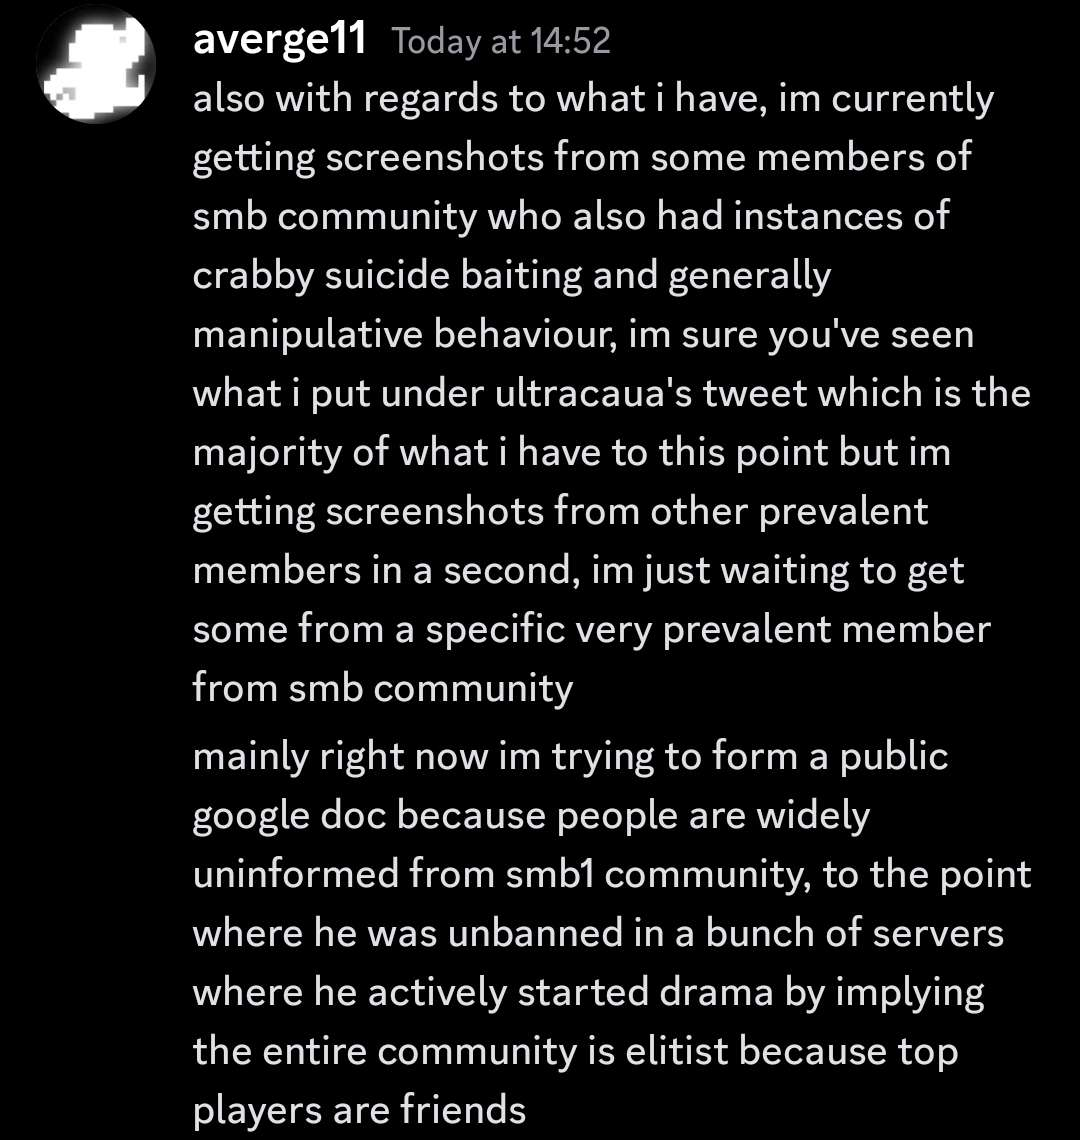 averge11 Today at 14:52
also with regards to what i have, im currently
getting screenshots from some members of
smb community who also had instances of
crabby suicide baiting and generally
manipulative behaviour, im sure you've seen
what i put under ultracaua's tweet which is the
majority of what i have to this point but im
getting screenshots from other prevalent
members in a second, im just waiting to get
some from a specific very prevalent member
from smb community
mainly right now im trying to form a public
google doc because people are widely
uninformed from smb1 community, to the point
where he was unbanned in a bunch of servers
where he actively started drama by implying
the entire community is elitist because top
players are friends